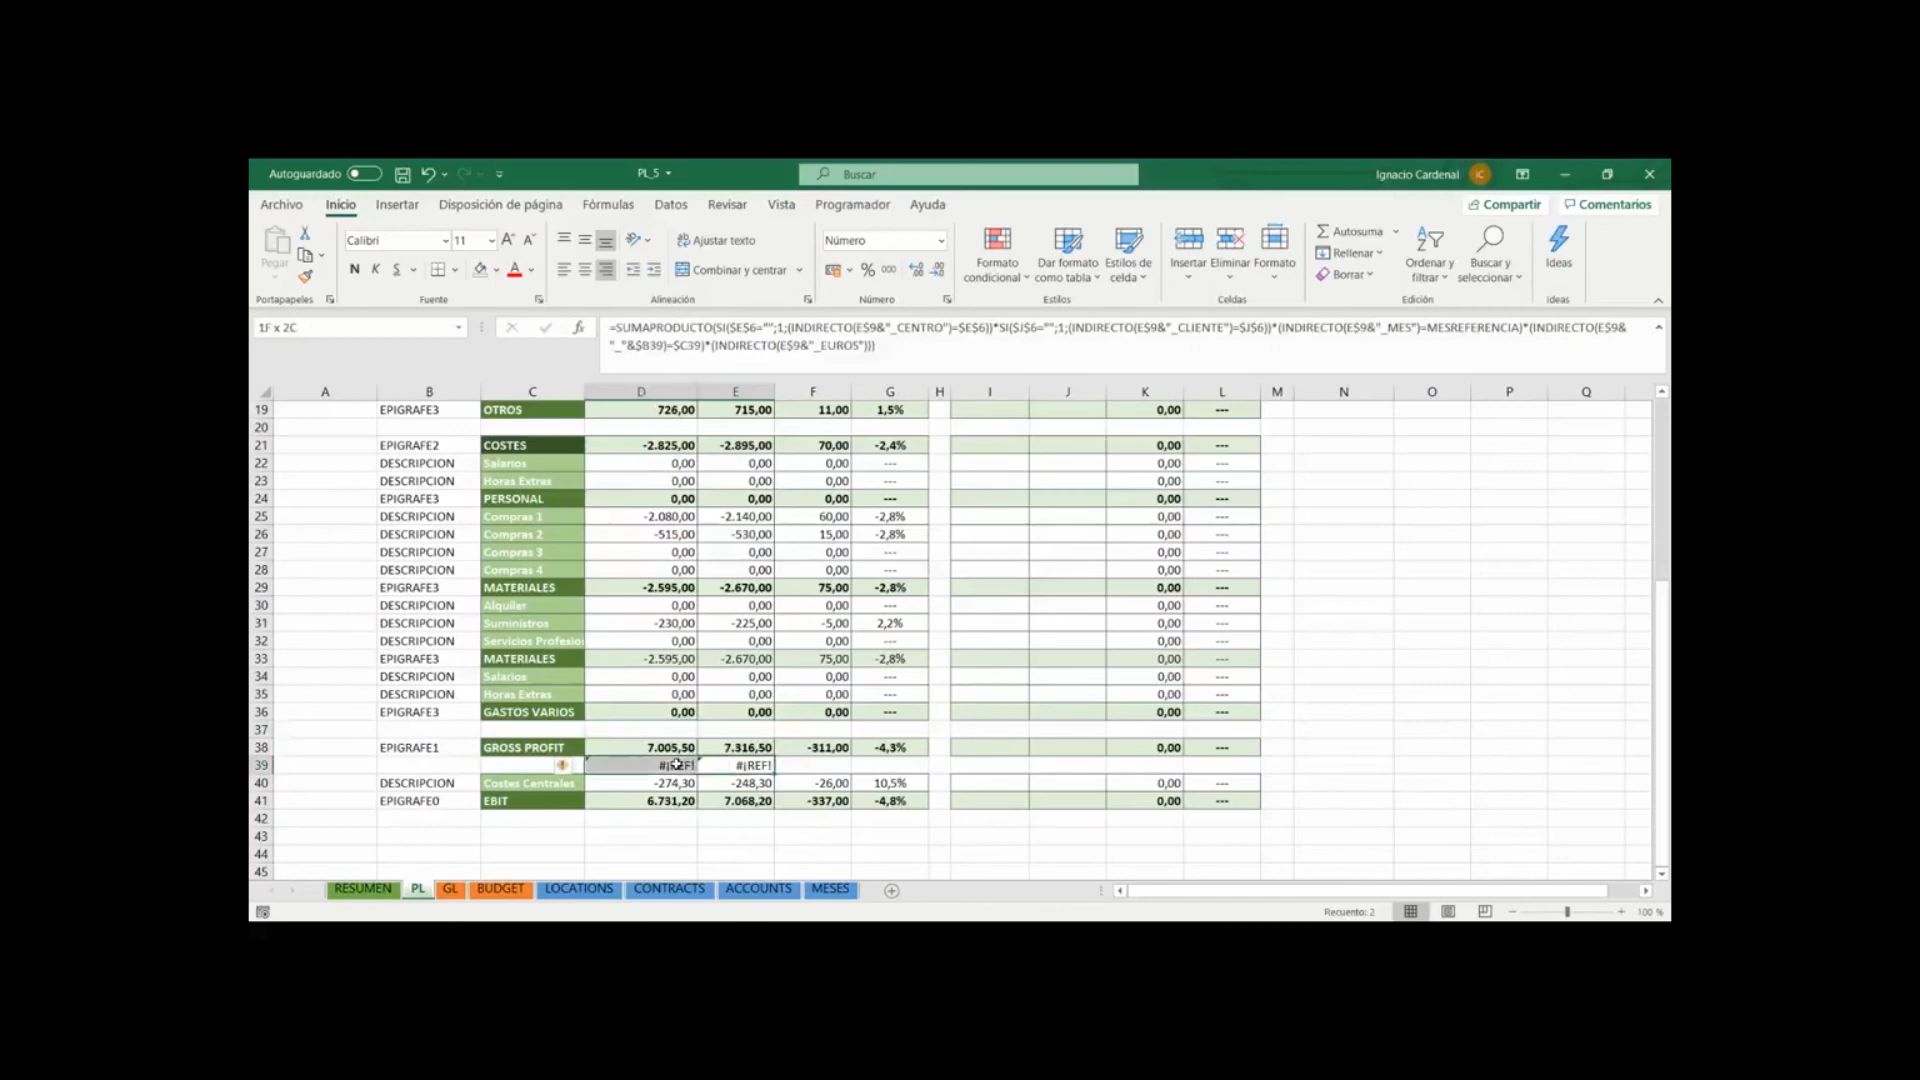 Autoguardado PL_5 Buscar Ignacio Cardenal
Archivo Inicio Insertar Disposición de página Fórmulas Datos Revisar Vista Programador Ayuda Compartir Comentarios
Pegar Calibri 11 Ajustar texto Número Formato condicional Dar formato como tabla Estilos de celda Insertar Eliminar Formato Autosuma Rellenar Borrar Ordenar y filtrar Buscar y seleccionar Ideas
N K S Combinar y centrar % 000
Portapapeles Fuente Alineación Número Estilos Celdas Edición Ideas
1F x 2C fx =SUMAPRODUCTO(SI($E$6="";1;(INDIRECTO(E$9&"_CENTRO")=$E$6))*SI($J$6="";1;(INDIRECTO(E$9&"_CLIENTE")=$J$6))*(INDIRECTO(E$9&"_MES")=MESREFERENCIA)*(INDIRECTO(E$9&
"_"&$B39)=$C39)*(INDIRECTO(E$9&"_EUROS")))
A B C D E F G H I J K L M N O P Q
19 EPIGRAFE3 OTROS 726,00 715,00 11,00 1,5% 0,00 ---
20
21 EPIGRAFE2 COSTES -2.825,00 -2.895,00 70,00 -2,4% 0,00 ---
22 DESCRIPCION Salarios 0,00 0,00 0,00 --- 0,00 ---
23 DESCRIPCION Horas Extras 0,00 0,00 0,00 --- 0,00 ---
24 EPIGRAFE3 PERSONAL 0,00 0,00 0,00 --- 0,00 ---
25 DESCRIPCION Compras 1 -2.080,00 -2.140,00 60,00 -2,8% 0,00 ---
26 DESCRIPCION Compras 2 -515,00 -530,00 15,00 -2,8% 0,00 ---
27 DESCRIPCION Compras 3 0,00 0,00 0,00 --- 0,00 ---
28 DESCRIPCION Compras 4 0,00 0,00 0,00 --- 0,00 ---
29 EPIGRAFE3 MATERIALES -2.595,00 -2.670,00 75,00 -2,8% 0,00 ---
30 DESCRIPCION Alquiler 0,00 0,00 0,00 --- 0,00 ---
31 DESCRIPCION Suministros -230,00 -225,00 -5,00 2,2% 0,00 ---
32 DESCRIPCION Servicios Profesio 0,00 0,00 0,00 --- 0,00 ---
33 EPIGRAFE3 MATERIALES -2.595,00 -2.670,00 75,00 -2,8% 0,00 ---
34 DESCRIPCION Salarios 0,00 0,00 0,00 --- 0,00 ---
35 DESCRIPCION Horas Extras 0,00 0,00 0,00 --- 0,00 ---
36 EPIGRAFE3 GASTOS VARIOS 0,00 0,00 0,00 --- 0,00 ---
37
38 EPIGRAFE1 GROSS PROFIT 7.005,50 7.316,50 -311,00 -4,3% 0,00 ---
39 #¡REF! #¡REF!
40 DESCRIPCION Costes Centrales -274,30 -248,30 -26,00 10,5% 0,00 ---
41 EPIGRAFE0 EBIT 6.731,20 7.068,20 -337,00 -4,8% 0,00 ---
42
43
44
45
RESUMEN PL GL BUDGET LOCATIONS CONTRACTS ACCOUNTS MESES
Recuento: 2 100 %